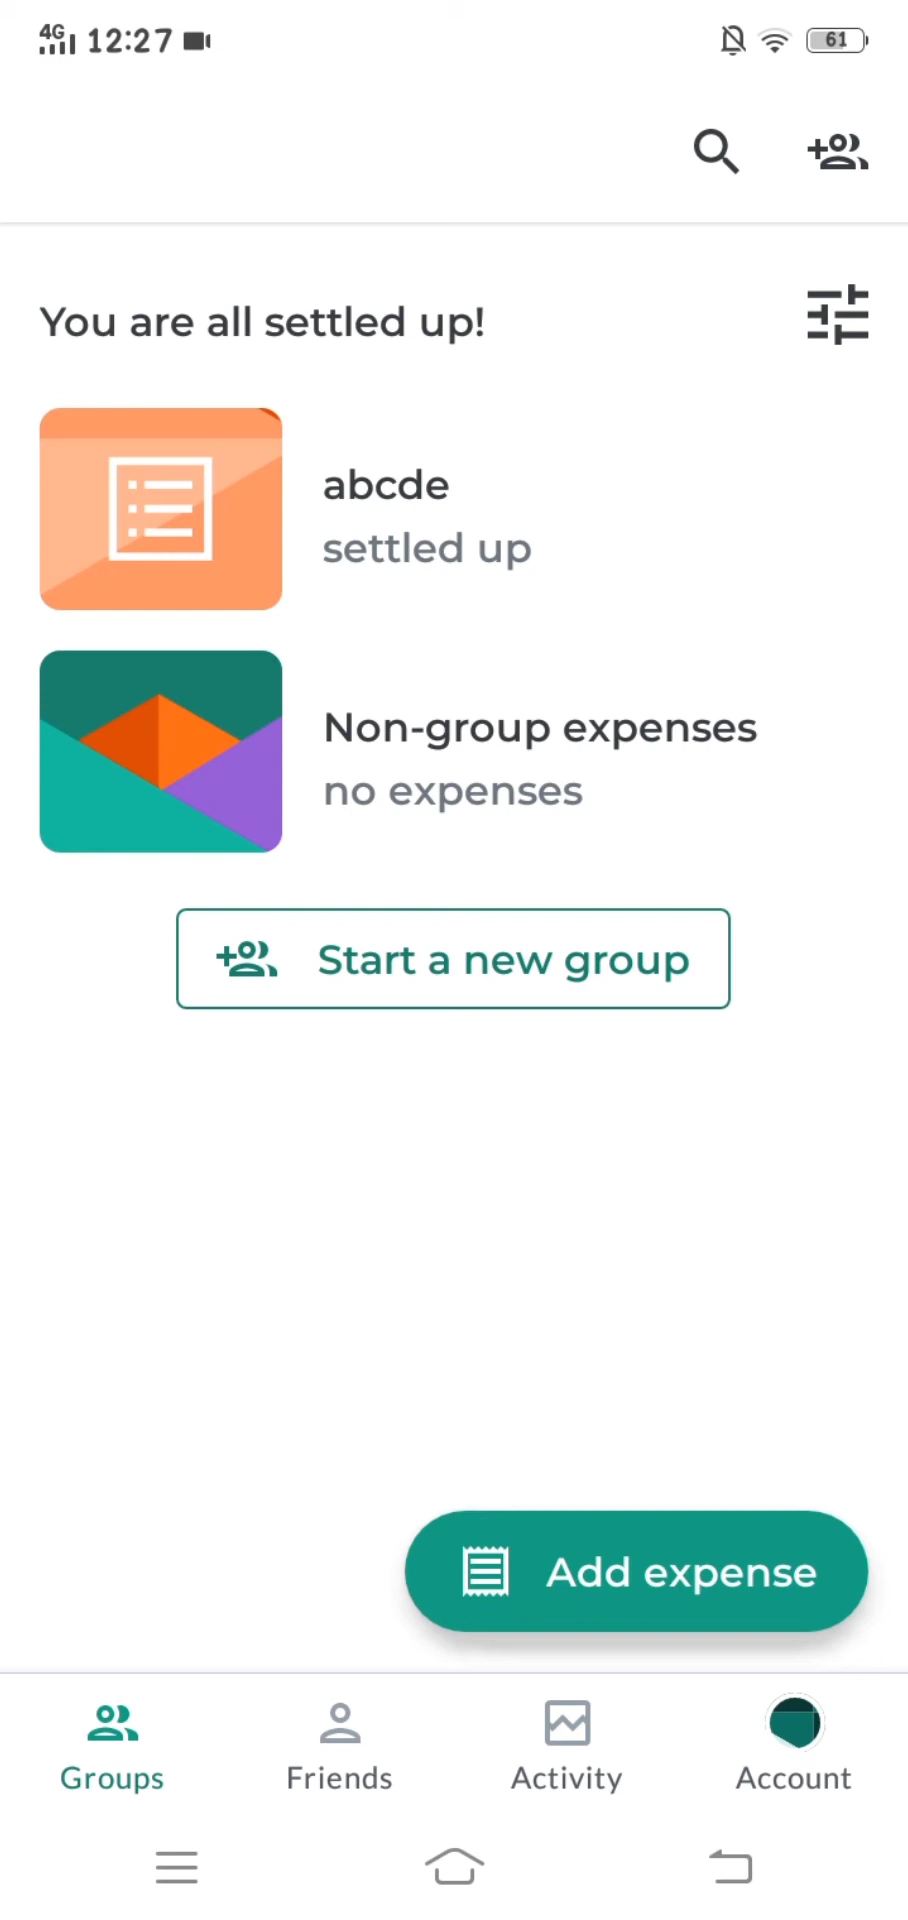 4G 12:27 61
You are all settled up!
abcde
settled up
Non-group expenses
no expenses
Start a new group
Add expense
Groups Friends Activity Account